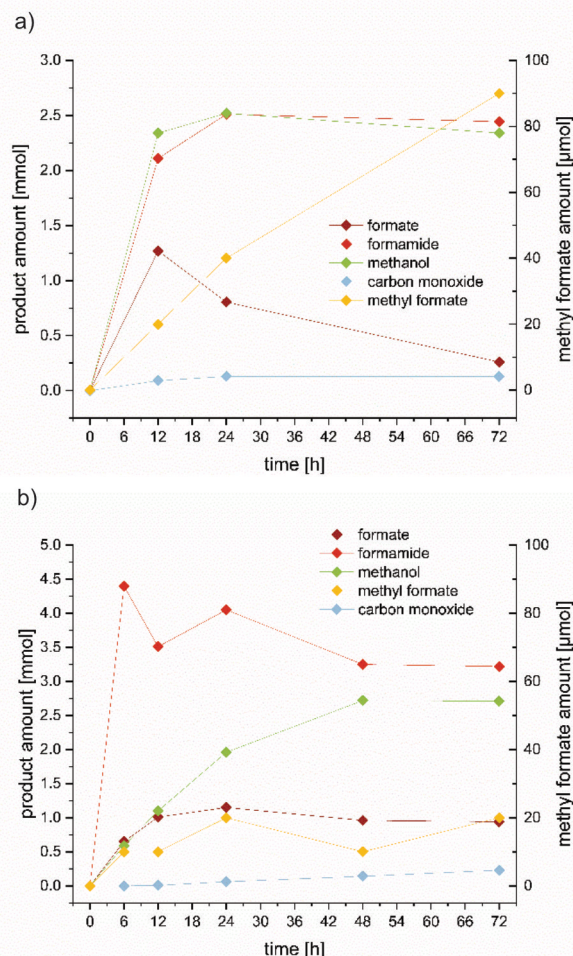 a)
product amount [mmol]
3.0
2.5
2.0
1.5
1.0
0.5
0.0
methyl formate amount [µmol]
100
80
60
40
20
0
formate
formamide
methanol
carbon monoxide
methyl formate
0 6 12 18 24 30 36 42 48 54 60 66 72
time [h]
b)
product amount [mmol]
5.0
4.5
4.0
3.5
3.0
2.5
2.0
1.5
1.0
0.5
0.0
methyl formate amount [µmol]
100
80
60
40
20
0
formate
formamide
methanol
methyl formate
carbon monoxide
0 6 12 18 24 30 36 42 48 54 60 66 72
time [h]